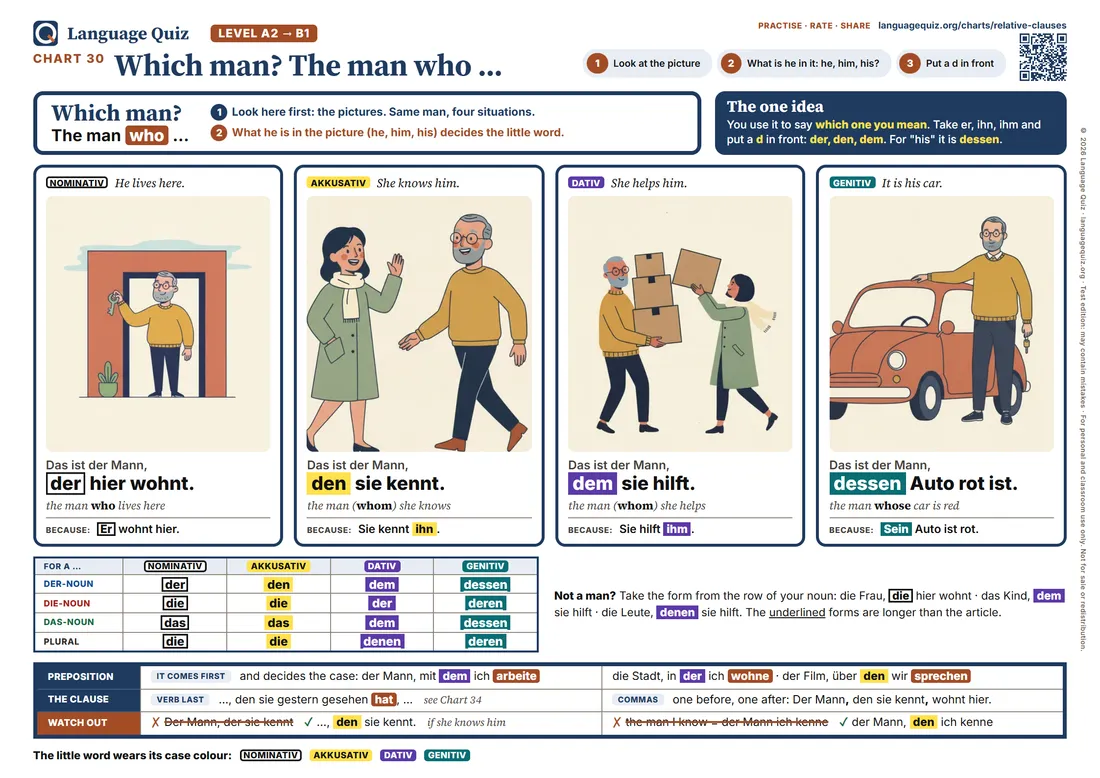 Language Quiz
LEVEL A2 → B1
PRACTISE · RATE · SHARE languagequiz.org/charts/relative-clauses
CHART 30 Which man? The man who ...
1 Look at the picture
2 What is he in it: he, him, his?
3 Put a d in front
Which man?
The man who ...
1 Look here first: the pictures. Same man, four situations.
2 What he is in the picture (he, him, his) decides the little word.
The one idea
You use it to say which one you mean. Take er, ihn, ihm and
put a d in front: der, den, dem. For "his" it is dessen.
NOMINATIV He lives here.
Das ist der Mann,
der hier wohnt.
the man who lives here
BECAUSE: Er wohnt hier.
AKKUSATIV She knows him.
Das ist der Mann,
den sie kennt.
the man (whom) she knows
BECAUSE: Sie kennt ihn.
DATIV She helps him.
Das ist der Mann,
dem sie hilft.
the man (whom) she helps
BECAUSE: Sie hilft ihm.
GENITIV It is his car.
Das ist der Mann,
dessen Auto rot ist.
the man whose car is red
BECAUSE: Sein Auto ist rot.
FOR A ... NOMINATIV AKKUSATIV DATIV GENITIV
DER-NOUN der den dem dessen
DIE-NOUN die die der deren
DAS-NOUN das das dem dessen
PLURAL die die denen deren
Not a man? Take the form from the row of your noun: die Frau, die hier wohnt · das Kind, dem
sie hilft · die Leute, denen sie hilft. The underlined forms are longer than the article.
PREPOSITION IT COMES FIRST and decides the case: der Mann, mit dem ich arbeite
die Stadt, in der ich wohne · der Film, über den wir sprechen
THE CLAUSE VERB LAST ..., den sie gestern gesehen hat, ... see Chart 34
COMMAS one before, one after: Der Mann, den sie kennt, wohnt hier.
WATCH OUT ✗ Der Mann, der sie kennt ✓ ..., den sie kennt. if she knows him
✗ the man I know = der Mann ich kenne ✓ der Mann, den ich kenne
The little word wears its case colour: NOMINATIV AKKUSATIV DATIV GENITIV
© 2026 Language Quiz · languagequiz.org · Test edition: may contain mistakes · For personal and classroom use only. Not for sale or redistribution.